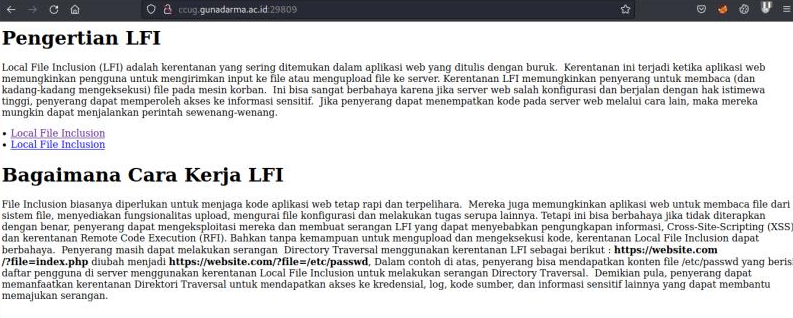 ccug.gunadarma.ac.id:29809
Pengertian LFI
Local File Inclusion (LFI) adalah kerentanan yang sering ditemukan dalam aplikasi web yang ditulis dengan buruk. Kerentanan ini terjadi ketika aplikasi web
memungkinkan pengguna untuk mengirimkan input ke file atau mengupload file ke server. Kerentanan LFI memungkinkan penyerang untuk membaca (dan
kadang-kadang mengeksekusi) file pada mesin korban. Ini bisa sangat berbahaya karena jika server web salah konfigurasi dan berjalan dengan hak istimewa
tinggi, penyerang dapat memperoleh akses ke informasi sensitif. Jika penyerang dapat menempatkan kode pada server web melalui cara lain, maka mereka
mungkin dapat menjalankan perintah sewenang-wenang.
• Local File Inclusion
• Local File Inclusion
Bagaimana Cara Kerja LFI
File Inclusion biasanya diperlukan untuk menjaga kode aplikasi web tetap rapi dan terpelihara. Mereka juga memungkinkan aplikasi web untuk membaca file dari
sistem file, menyediakan fungsionalitas upload, mengurai file konfigurasi dan melakukan tugas serupa lainnya. Tetapi ini bisa berbahaya jika tidak diterapkan
dengan benar, penyerang dapat mengeksploitasi mereka dan membuat serangan LFI yang dapat menyebabkan pengungkapan informasi, Cross-Site-Scripting (XSS)
dan kerentanan Remote Code Execution (RFI). Bahkan tanpa kemampuan untuk mengupload dan mengeksekusi kode, kerentanan Local File Inclusion dapat
berbahaya. Penyerang masih dapat melakukan serangan Directory Traversal menggunakan kerentanan LFI sebagai berikut : https://website.com
/?file=index.php diubah menjadi https://website.com/?file=/etc/passwd, Dalam contoh di atas, penyerang bisa mendapatkan konten file /etc/passwd yang beris
daftar pengguna di server menggunakan kerentanan Local File Inclusion untuk melakukan serangan Directory Traversal. Demikian pula, penyerang dapat
memanfaatkan kerentanan Direktori Traversal untuk mendapatkan akses ke kredensial, log, kode sumber, dan informasi sensitif lainnya yang dapat membantu
memajukan serangan.